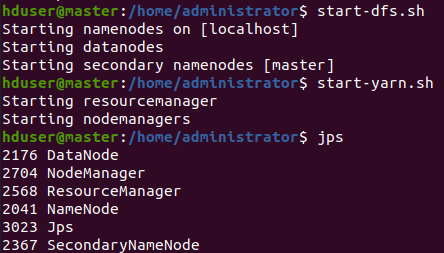 hduser@master:/home/administrator$ start-dfs.sh
Starting namenodes on [localhost]
Starting datanodes
Starting secondary namenodes [master]
hduser@master:/home/administrator$ start-yarn.sh
Starting resourcemanager
Starting nodemanagers
hduser@master:/home/administrator$ jps
2176 DataNode
2704 NodeManager
2568 ResourceManager
2041 NameNode
3023 Jps
2367 SecondaryNameNode